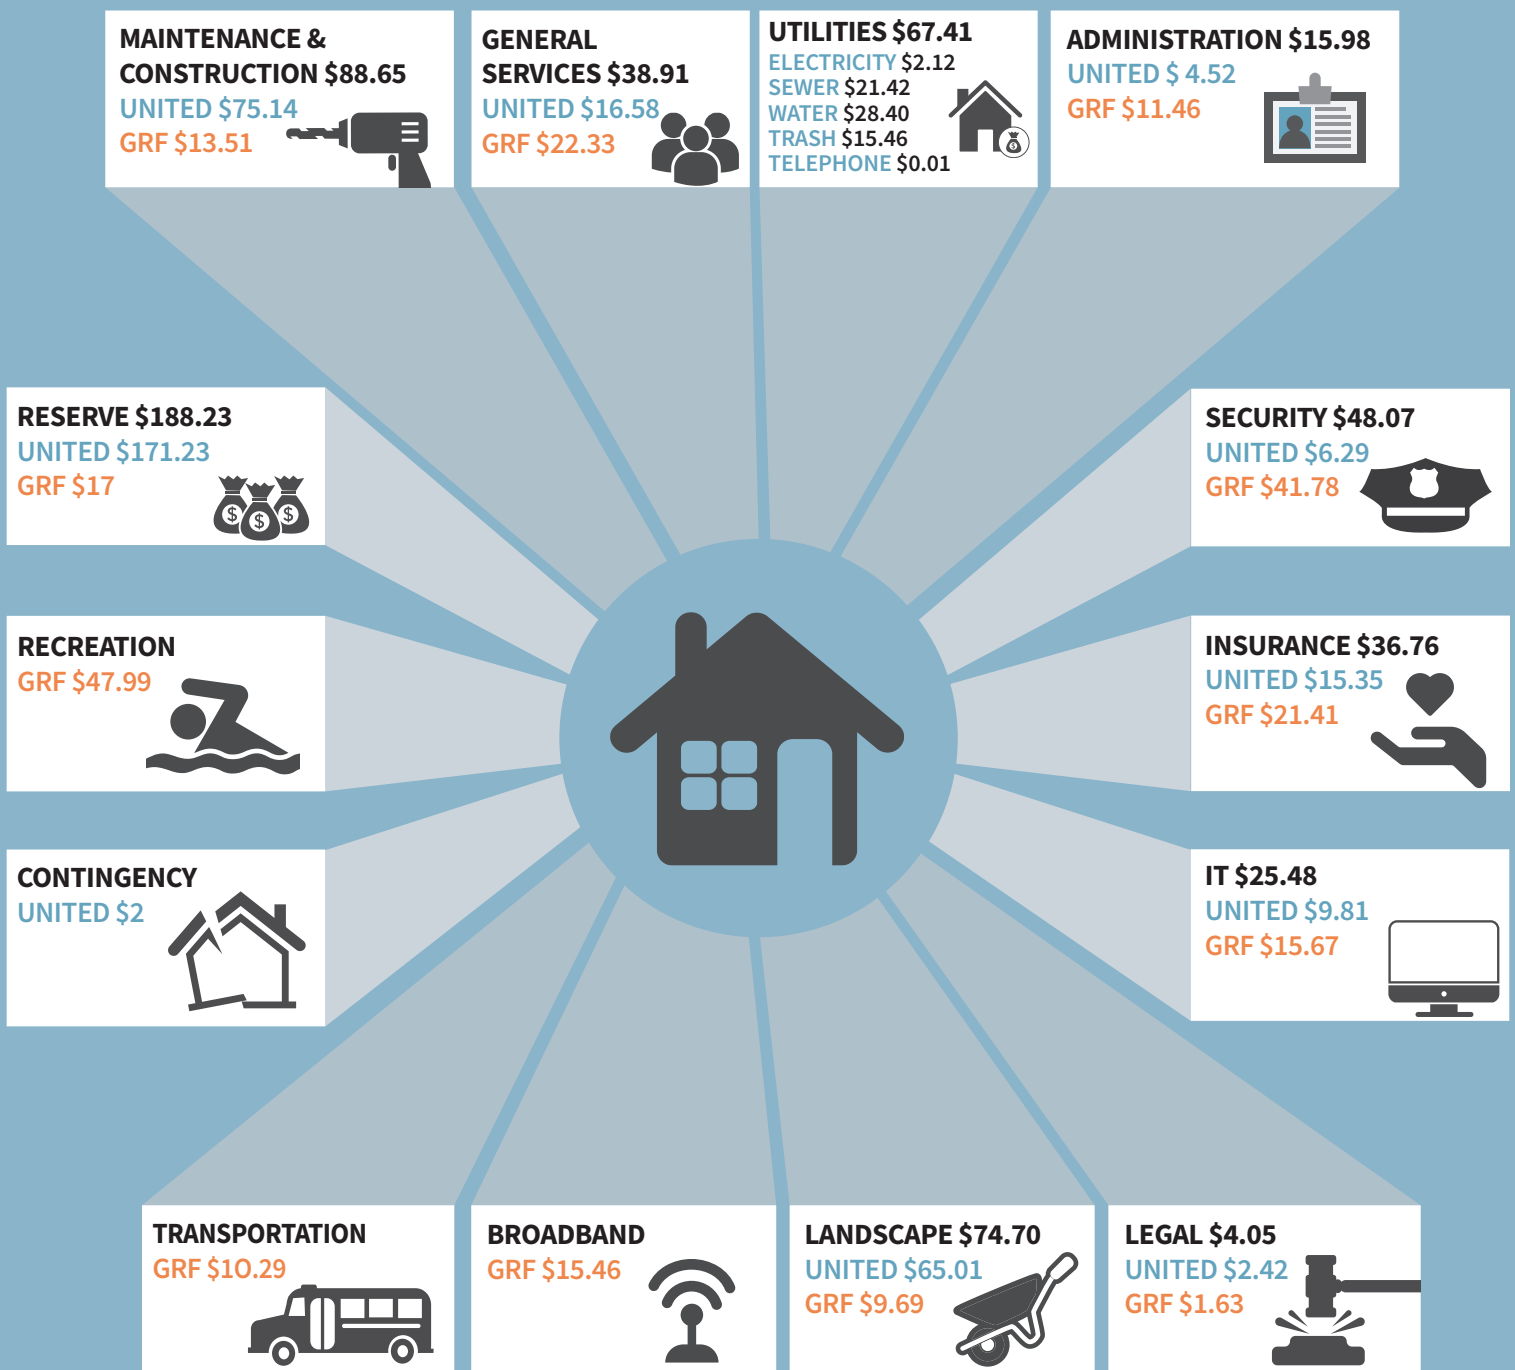 MAINTENANCE &
CONSTRUCTION $88.65
UNITED $75.14
GRF $13.51
GENERAL
SERVICES $38.91
UNITED $16.58
GRF $22.33
UTILITIES $67.41
ELECTRICITY $2.12
SEWER $21.42
WATER $28.40
TRASH $15.46
TELEPHONE $0.01
ADMINISTRATION $15.98
UNITED $ 4.52
GRF $11.46
RESERVE $188.23
UNITED $171.23
GRF $17
$ $ $
SECURITY $48.07
UNITED $6.29
GRF $41.78
RECREATION
GRF $47.99
INSURANCE $36.76
UNITED $15.35
GRF $21.41
CONTINGENCY
UNITED $2
IT $25.48
UNITED $9.81
GRF $15.67
TRANSPORTATION
GRF $10.29
BROADBAND
GRF $15.46
LANDSCAPE $74.70
UNITED $65.01
GRF $9.69
LEGAL $4.05
UNITED $2.42
GRF $1.63